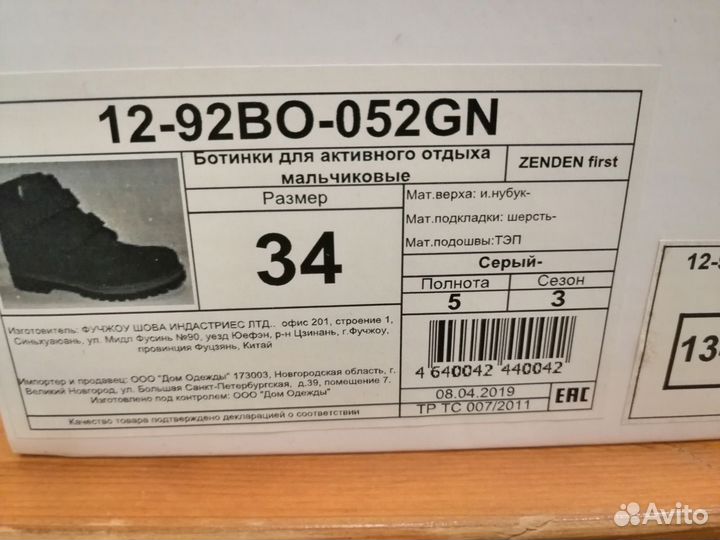 12-92BO-052GN
Ботинки для активного отдыха
мальчиковые
ZENDEN first
Размер
34
Мат.верха: и.нубук-
Мат.подкладки: шерсть-
Мат.подошвы:ТЭП
Серый-
Полнота
Сезон
5
3
Изготовитель: ФУЧЖОУ ШОВА ИНДАСТРИЕС ЛТД.. офис 201, строение 1,
Синьхуаюань, ул. Мидл Фусинь №90, уезд Юефэн, р-н Цзинань, г.Фучжоу,
провинция Фуцзянь, Китай
Импортер и продавец: ООО "Дом Одежды" 173003, Новгородская область, г.
Великий Новгород, ул. Большая Санкт-Петербургская, д.39, помещение 7.
Изготовлено под контролем: ООО "Дом Одежды"
Качество товара подтверждено декларацией о соответствии
4 640042 440042
08.04.2019
ТР ТС 007/2011
EAC
12-
13
Avito